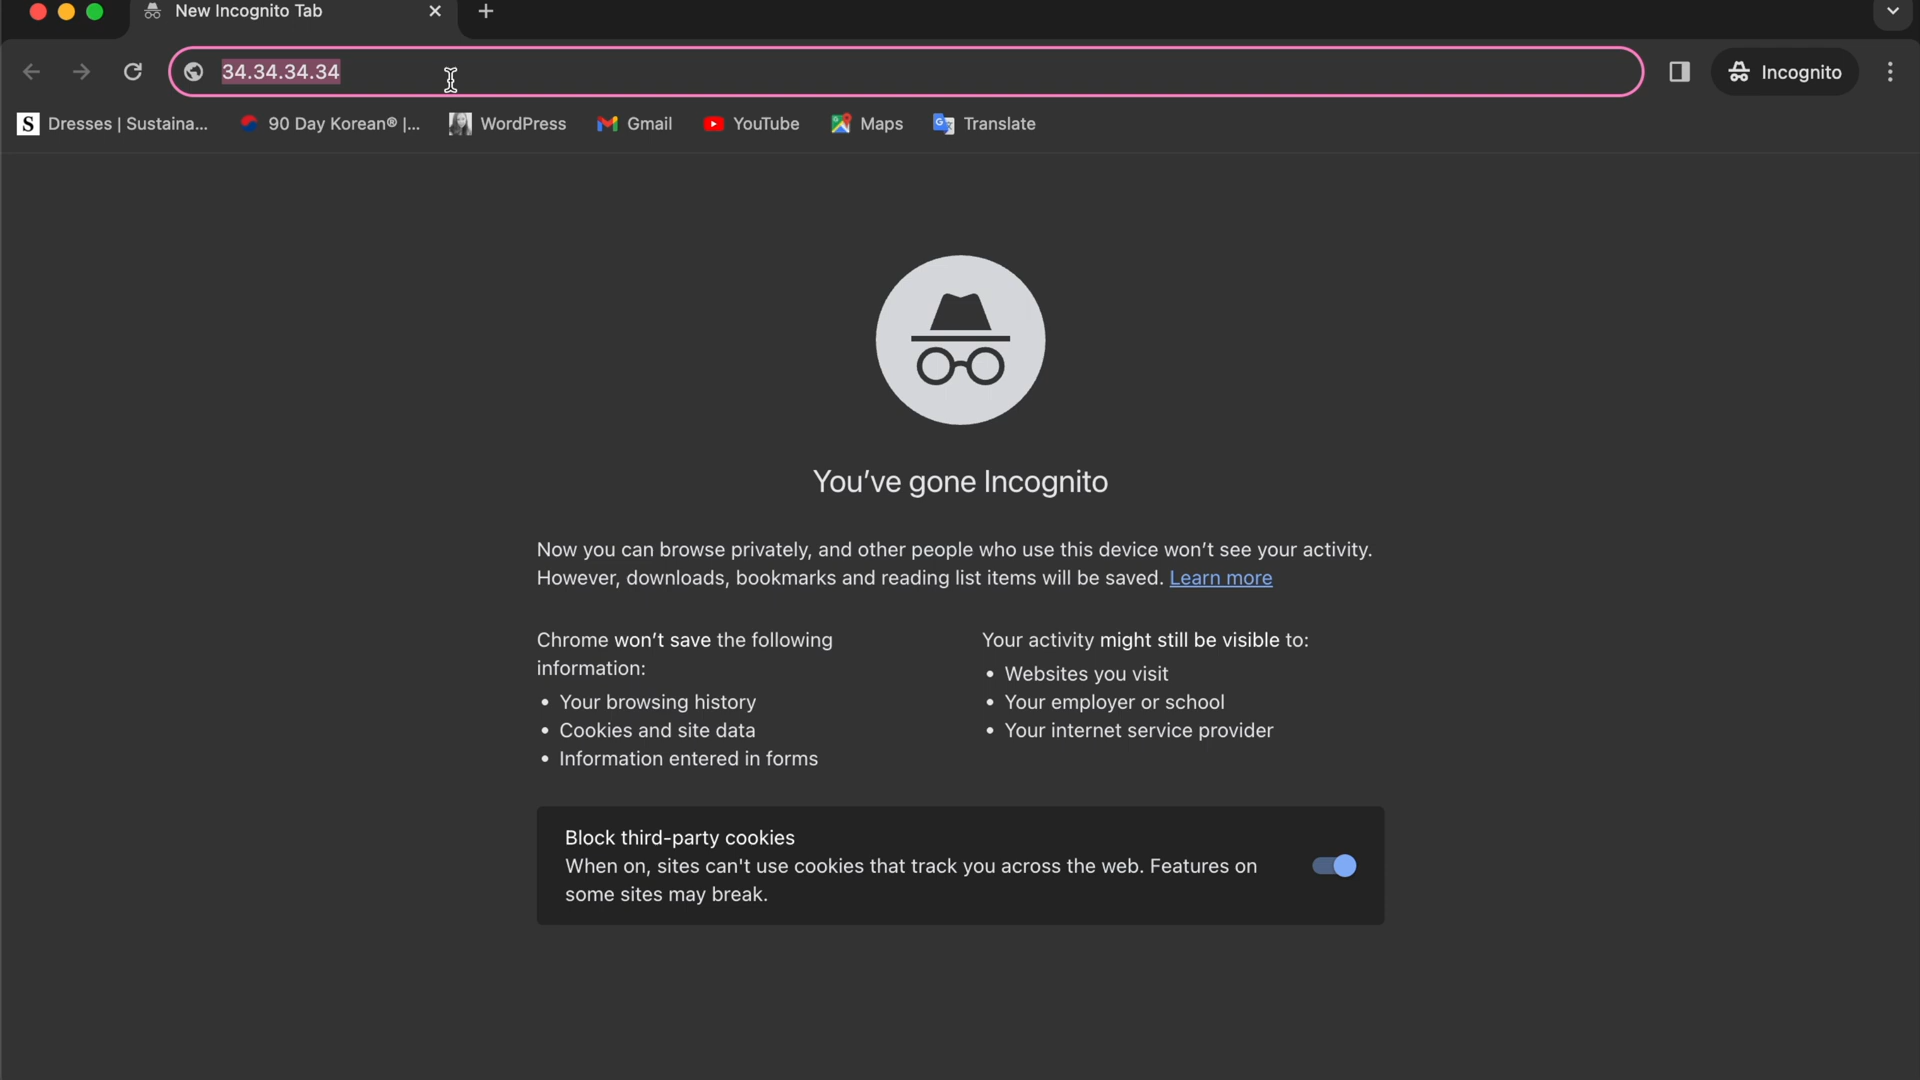 New Incognito Tab
34.34.34.34
Incognito
S Dresses | Sustaina...
90 Day Korean® |...
WordPress
Gmail
YouTube
Maps
Translate
You've gone Incognito
Now you can browse privately, and other people who use this device won't see your activity.
However, downloads, bookmarks and reading list items will be saved. Learn more
Chrome won't save the following
information:
• Your browsing history
• Cookies and site data
• Information entered in forms
Your activity might still be visible to:
• Websites you visit
• Your employer or school
• Your internet service provider
Block third-party cookies
When on, sites can't use cookies that track you across the web. Features on
some sites may break.